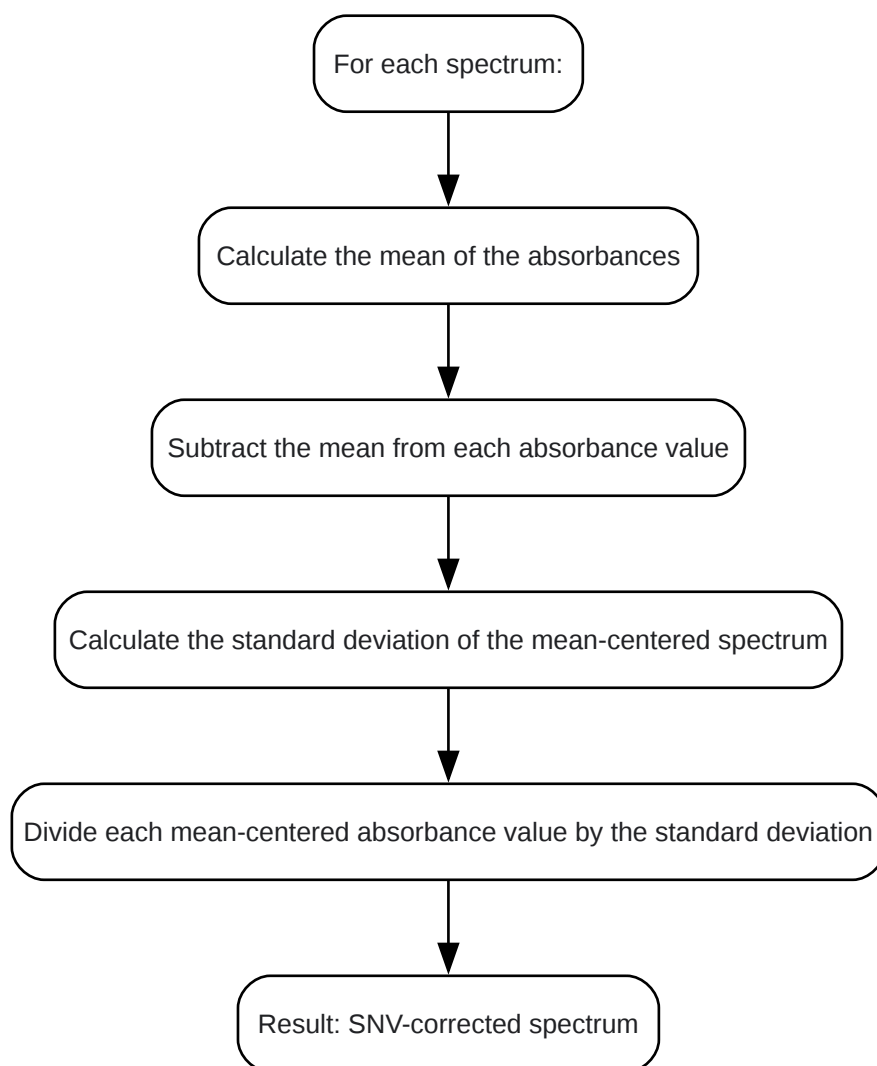 For each spectrum:
Calculate the mean of the absorbances
Subtract the mean from each absorbance value
Calculate the standard deviation of the mean-centered spectrum
Divide each mean-centered absorbance value by the standard deviation
Result: SNV-corrected spectrum